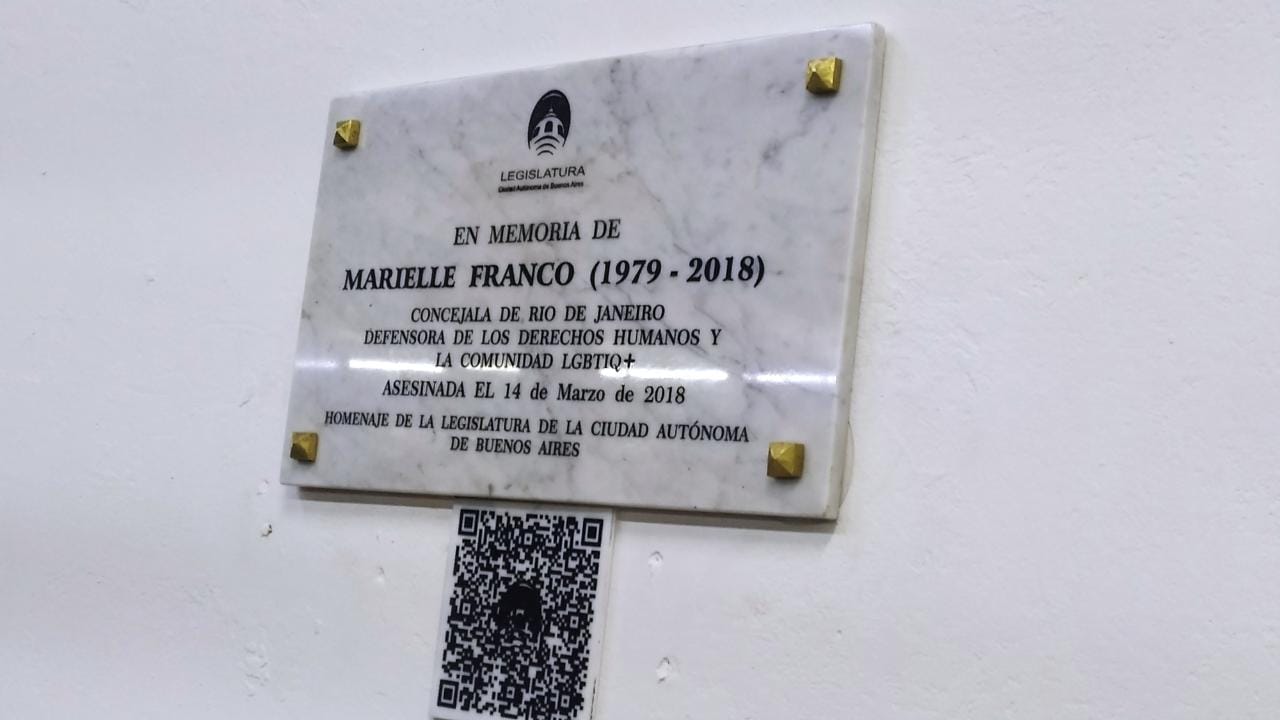 LEGISLATURA
Ciudad Autónoma de Buenos Aires
EN MEMORIA DE
MARIELLE FRANCO (1979 - 2018)
CONCEJALA DE RIO DE JANEIRO
DEFENSORA DE LOS DERECHOS HUMANOS Y
LA COMUNIDAD LGBTIQ+
ASESINADA EL 14 de Marzo de 2018
HOMENAJE DE LA LEGISLATURA DE LA CIUDAD AUTÓNOMA
DE BUENOS AIRES